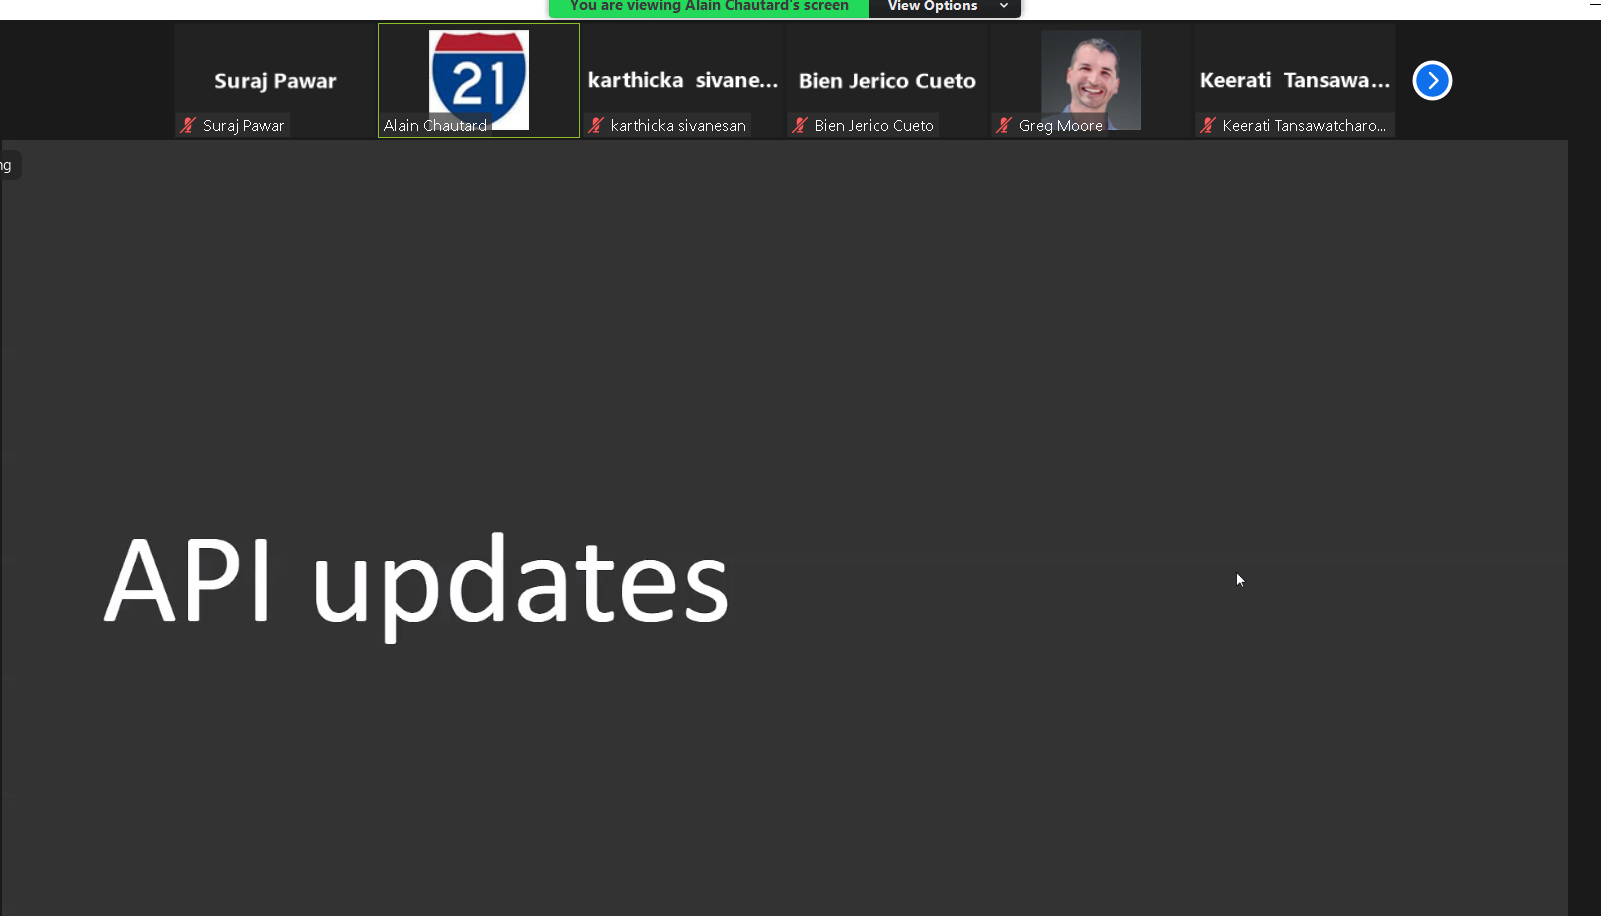 You are viewing Alain Chautard's screen View Options
Suraj Pawar
21
karthicka sivane...
Bien Jerico Cueto
Keerati Tansawa...
Suraj Pawar
Alain Chautard
karthicka sivanesan
Bien Jerico Cueto
Greg Moore
Keerati Tansawatcharo...
ng
API updates